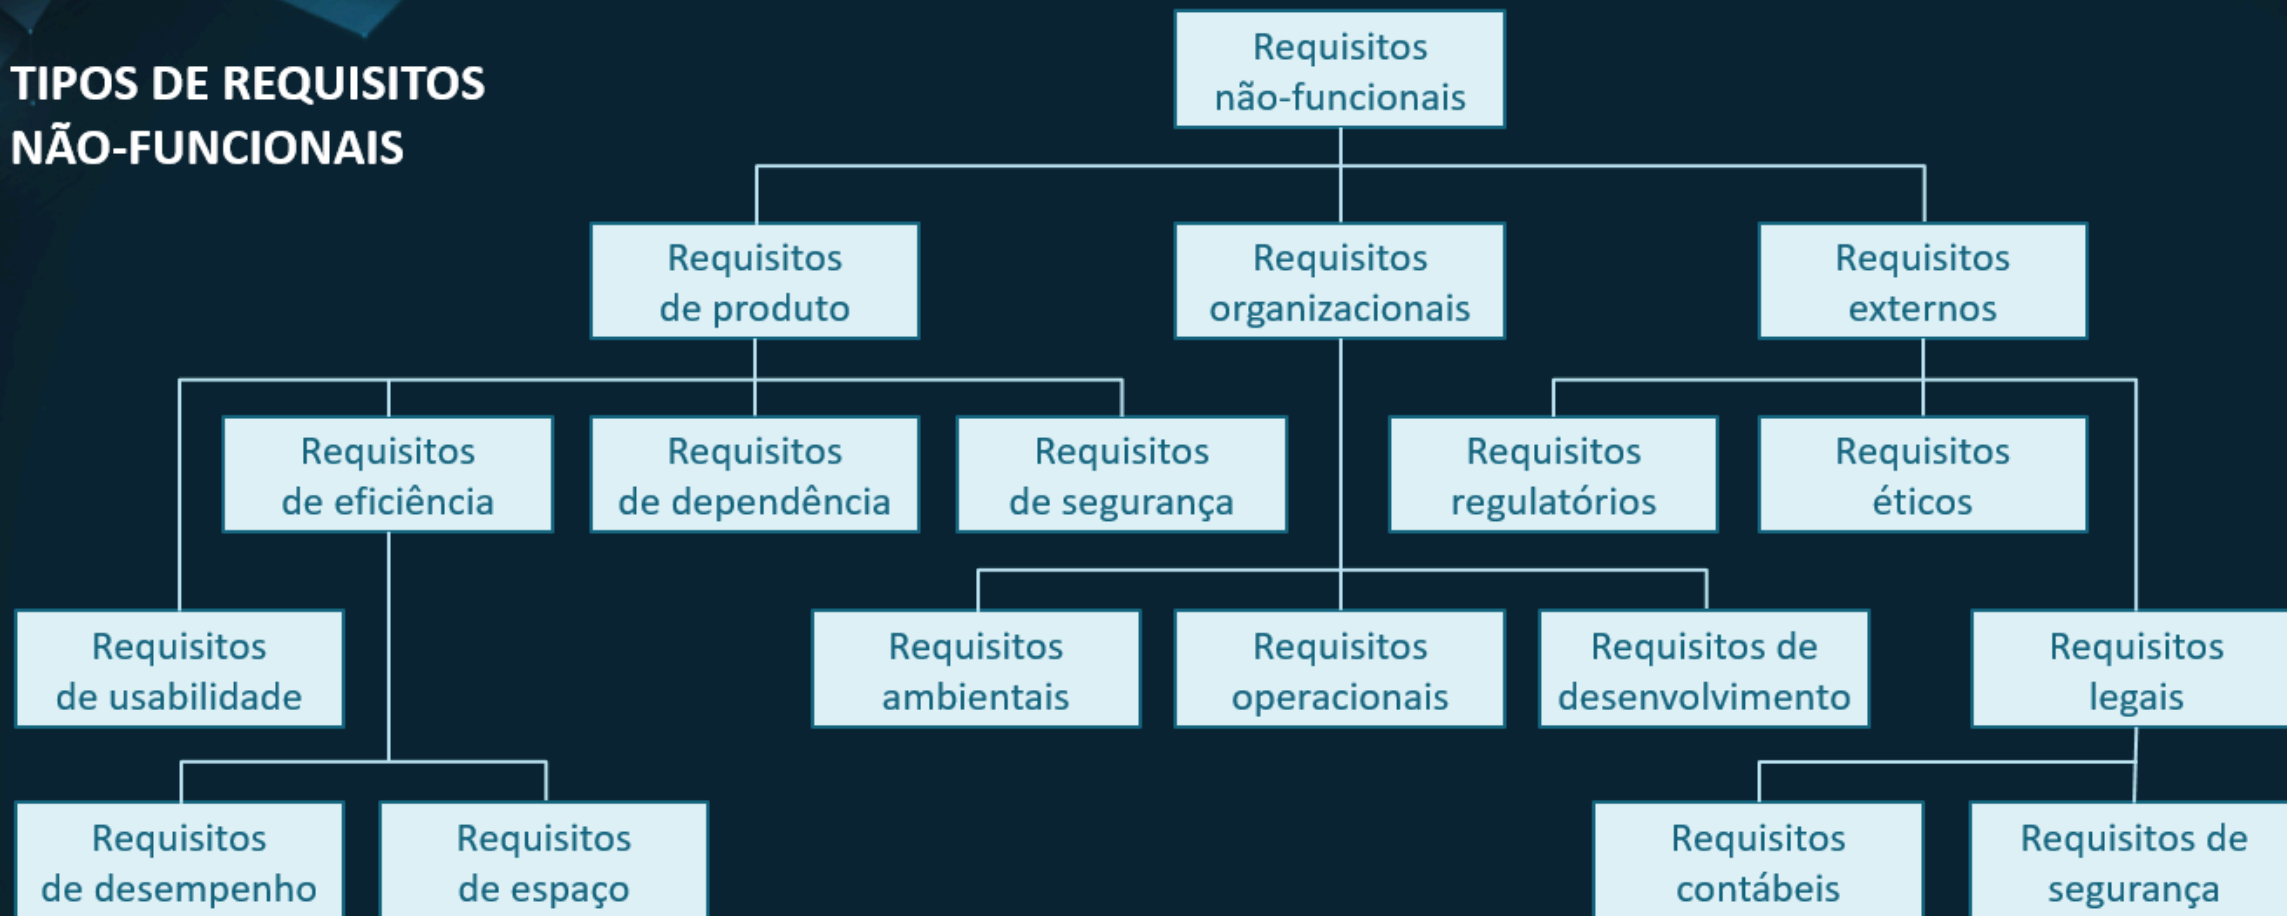 TIPOS DE REQUISITOS
NÃO-FUNCIONAIS
Requisitos
não-funcionais
Requisitos
de produto
Requisitos
organizacionais
Requisitos
externos
Requisitos
de eficiência
Requisitos
de dependência
Requisitos
de segurança
Requisitos
regulatórios
Requisitos
éticos
Requisitos
de usabilidade
Requisitos
ambientais
Requisitos
operacionais
Requisitos de
desenvolvimento
Requisitos
legais
Requisitos
de desempenho
Requisitos
de espaço
Requisitos
contábeis
Requisitos de
segurança